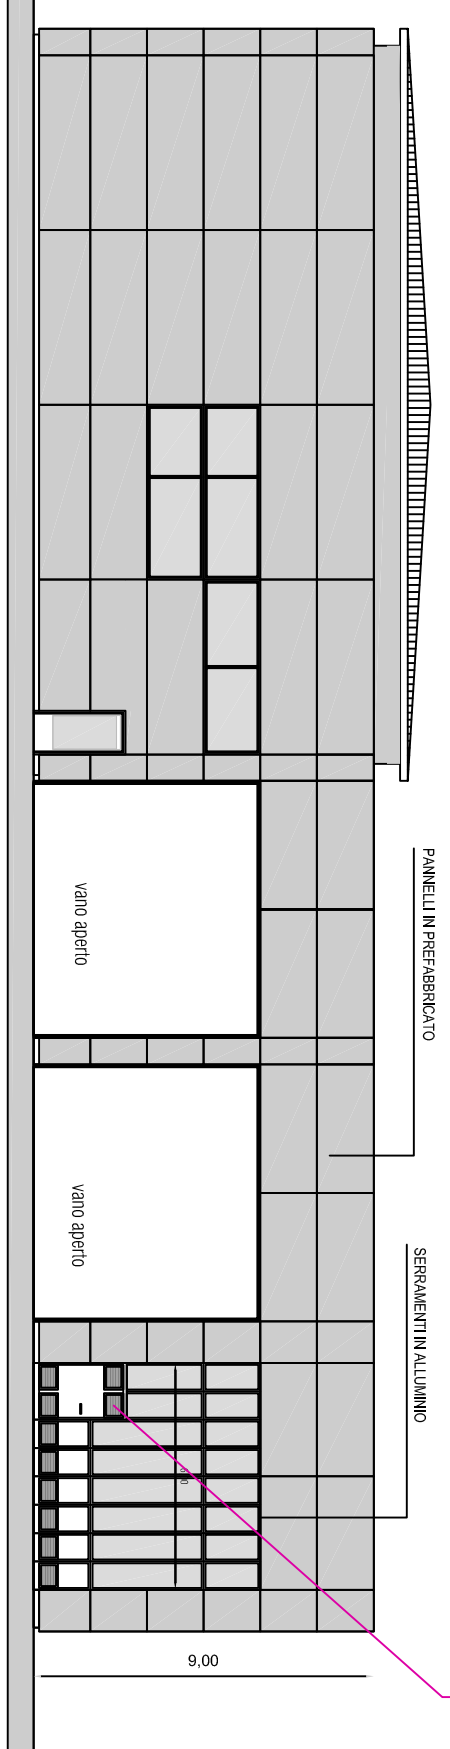 PANNELLI IN PREFABBRICATO
SERRAMENTI IN ALLUMINIO
vano aperto
vano aperto
9,00